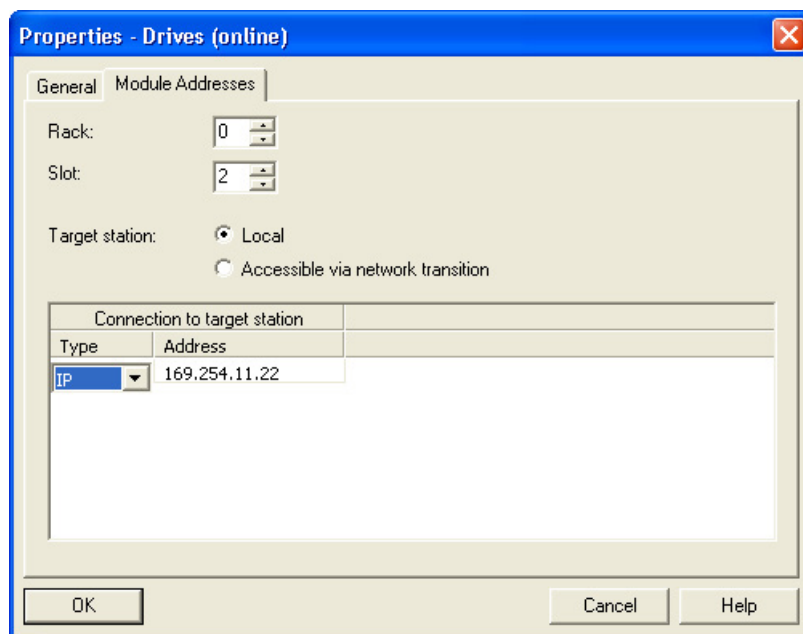 Properties - Drives (online)
General Module Addresses
Rack: 0
Slot: 2
Target station: Local
Accessible via network transition
Connection to target station
Type Address
IP 169.254.11.22
OK Cancel Help